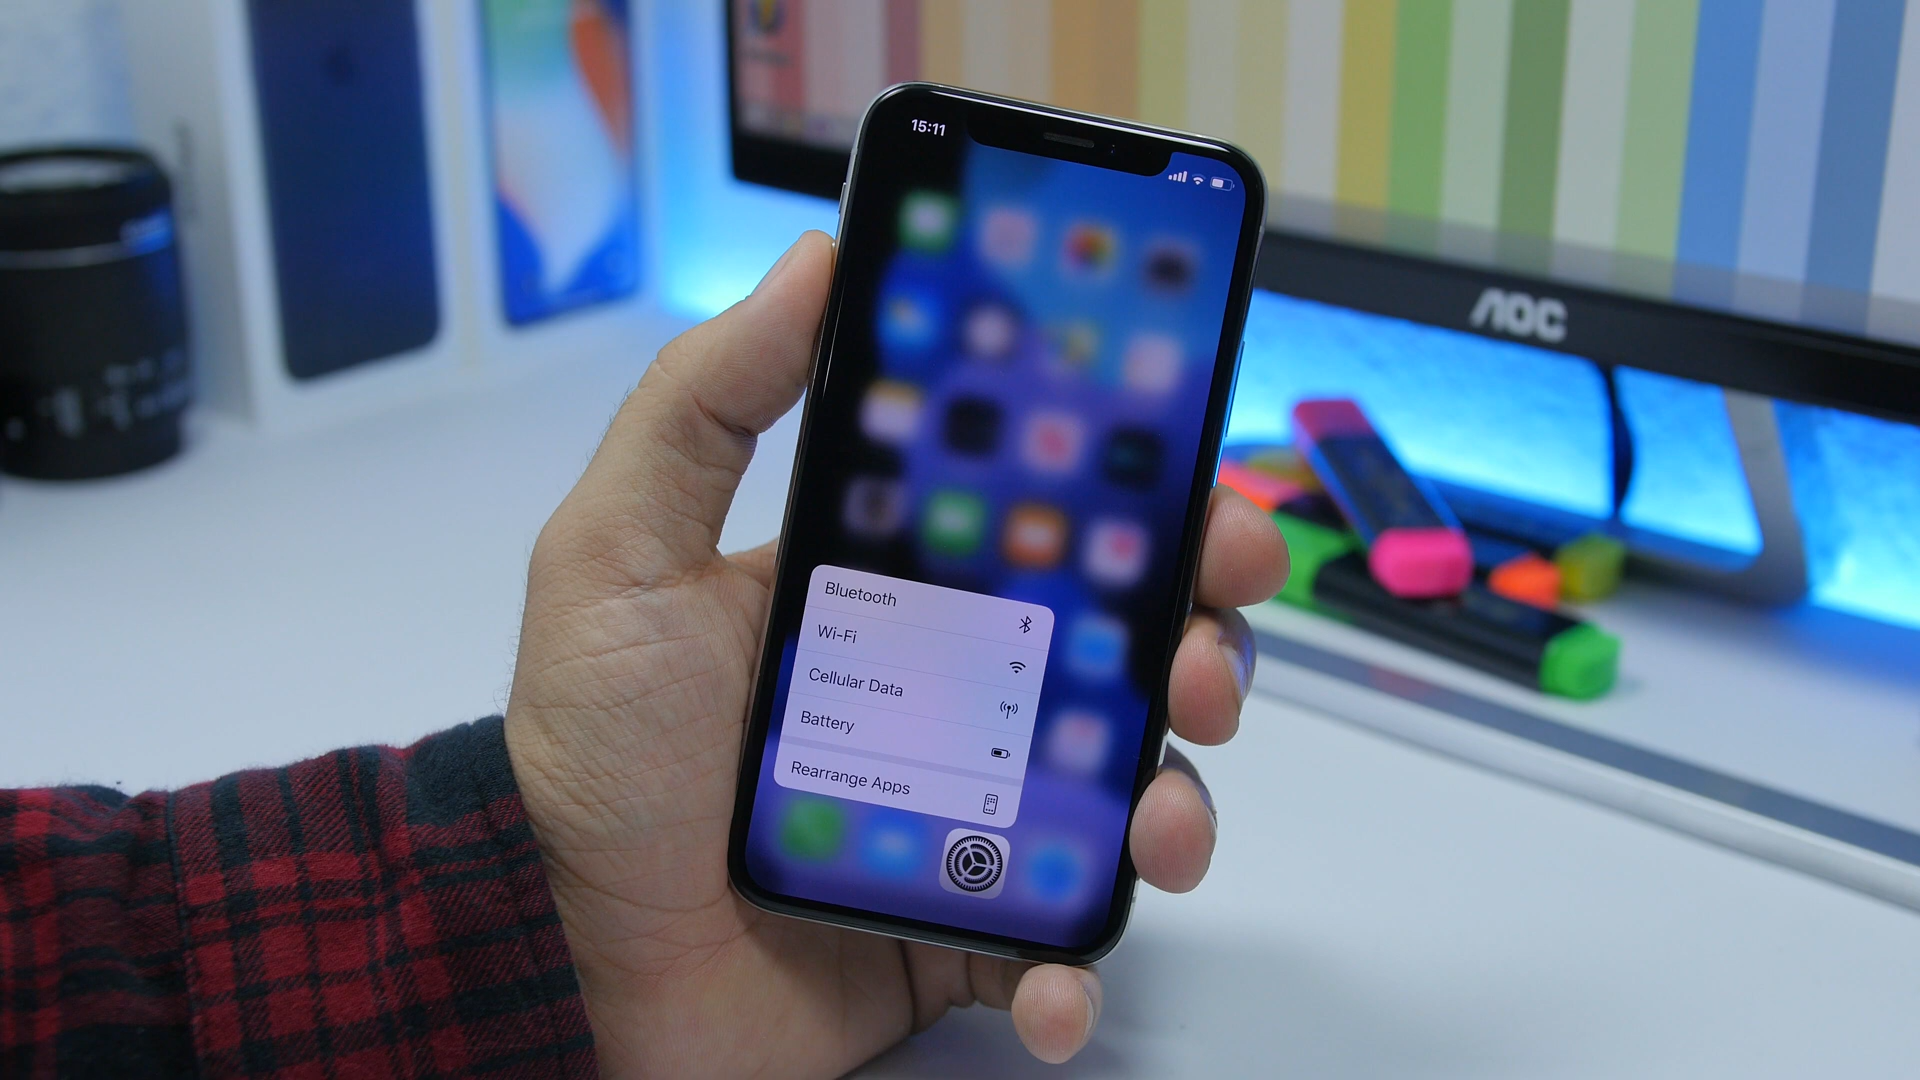 15:11
AOC
Bluetooth
Wi-Fi
Cellular Data
Battery
Rearrange Apps